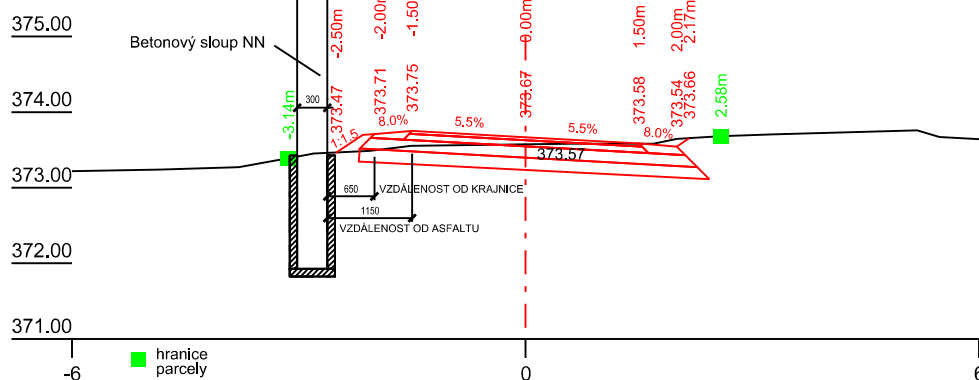 375.00
374.00
373.00
372.00
371.00
-6
0
6
Betonový sloup NN
300
-3.14m
-2.50m
373.47
-2.00m
373.71
-1.50
373.75
0.00m
373.67
1.50m
373.58
2.00m
373.54
2.17m
373.66
2.58m
1:1.5
8.0%
5.5%
5.5%
8.0%
373.57
650
VZDÁLENOST OD KRAJNICE
1150
VZDÁLENOST OD ASFALTU
hranice
parcely